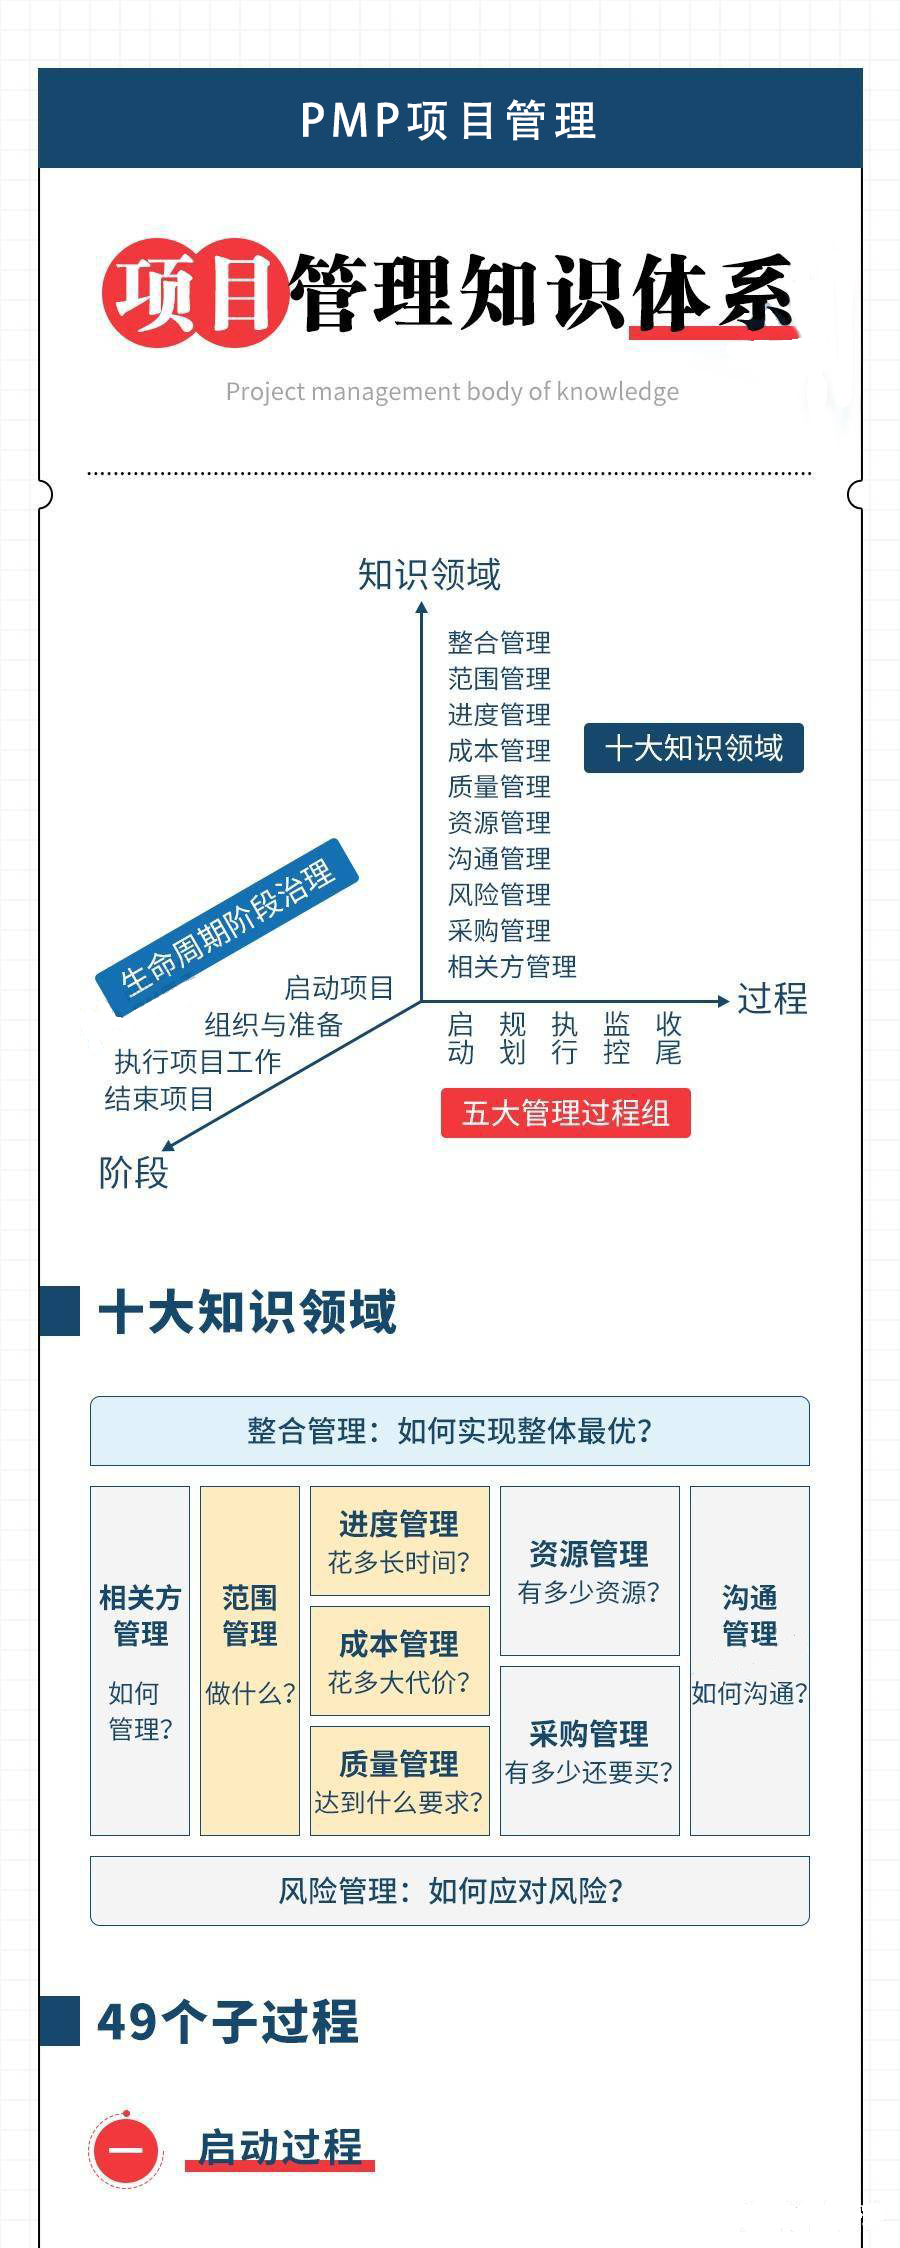 PMP项目管理
项目管理知识体系
Project management body of knowledge
知识领域
整合管理
范围管理
进度管理
成本管理
十大知识领域
质量管理
资源管理
沟通管理
风险管理
采购管理
相关方管理
生命周期阶段治理
启动项目
组织与准备
执行项目工作
结束项目
阶段
过程
启动 规划 执行 监控 收尾
五大管理过程组
十大知识领域
整合管理：如何实现整体最优？
相关方
管理
如何
管理？
范围
管理
做什么？
进度管理
花多长时间？
成本管理
花多大代价？
质量管理
达到什么要求？
资源管理
有多少资源？
采购管理
有多少还要买？
沟通
管理
如何沟通？
风险管理：如何应对风险？
49个子过程
一 启动过程